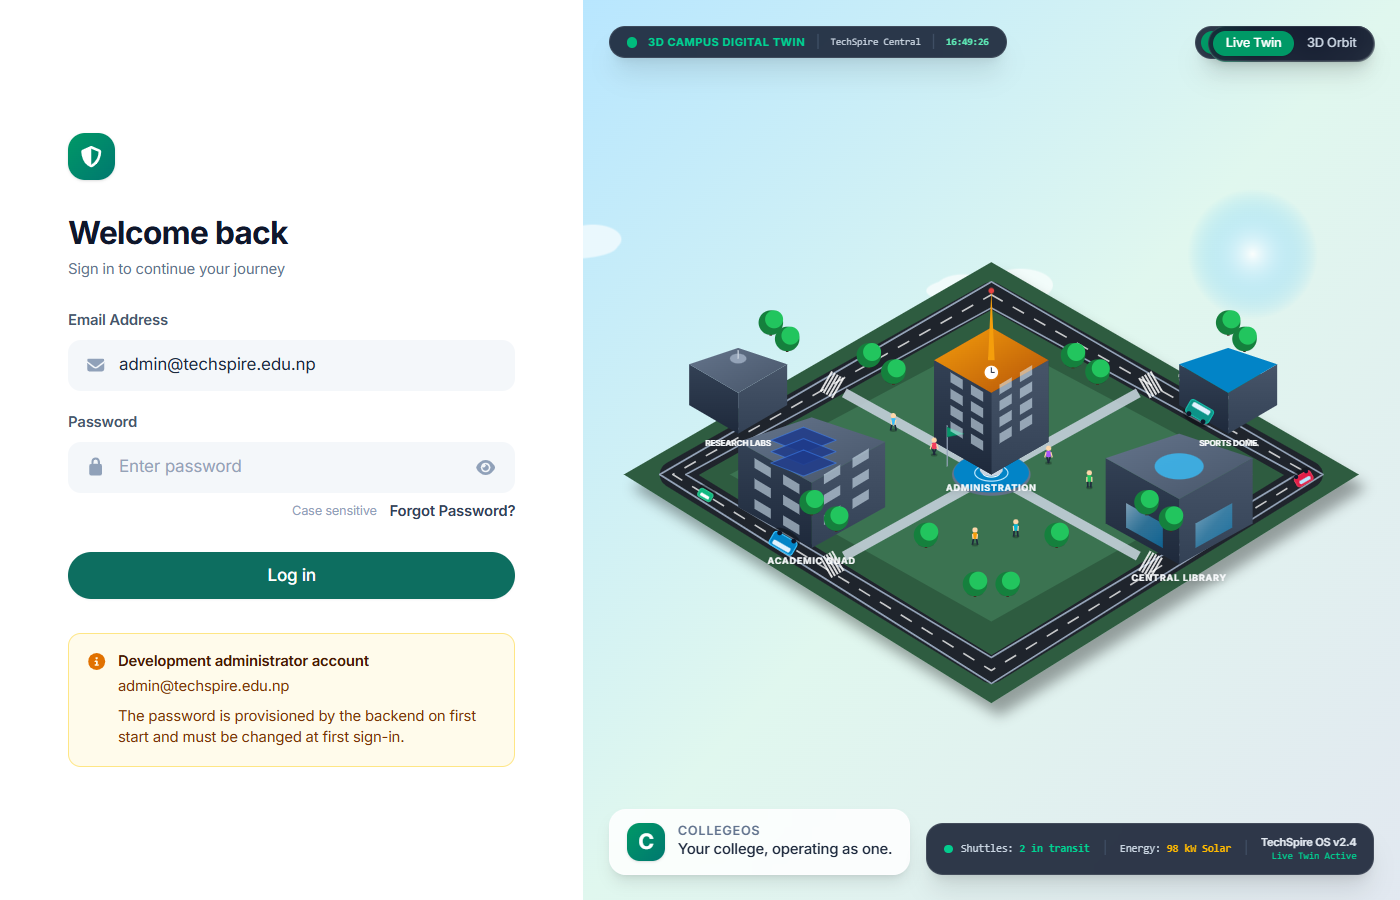 Welcome back
Sign in to continue your journey
Email Address
admin@techspire.edu.np
Password
Enter password
Case sensitive Forgot Password?
Log in
Development administrator account
admin@techspire.edu.np
The password is provisioned by the backend on first
start and must be changed at first sign-in.
3D CAMPUS DIGITAL TWIN TechSpire Central 16:49:26
Live Twin 3D Orbit
RESEARCH LABS
SPORTS DOME
ADMINISTRATION
ACADEMIC QUAD
CENTRAL LIBRARY
C
COLLEGEOS
Your college, operating as one.
Shuttles: 2 in transit Energy: 98 kW Solar
TechSpire OS v2.4
Live Twin Active